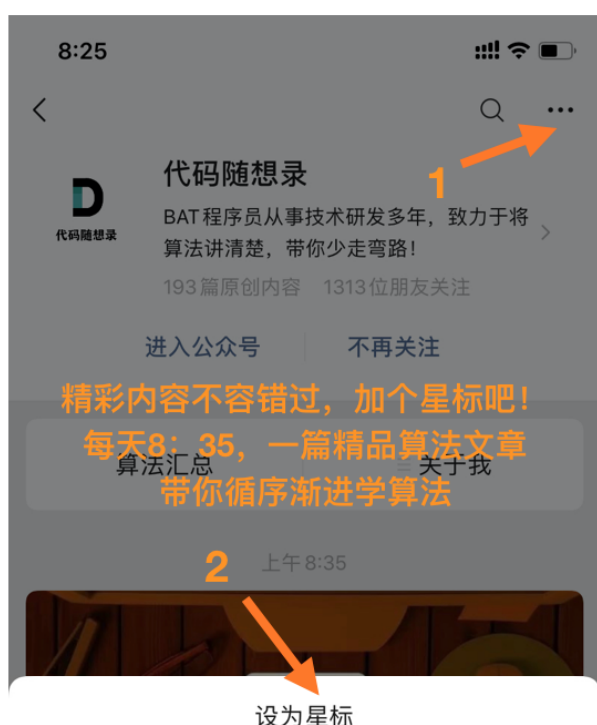 8:25
1
代码随想录
BAT程序员从事技术研发多年，致力于将
算法讲清楚，带你少走弯路！
代码随想录
193篇原创内容 1313位朋友关注
进入公众号 不再关注
精彩内容不容错过，加个星标吧！
每天8：35，一篇精品算法文章
算法汇总 关于我
带你循序渐进学算法
上午8:35
2
设为星标